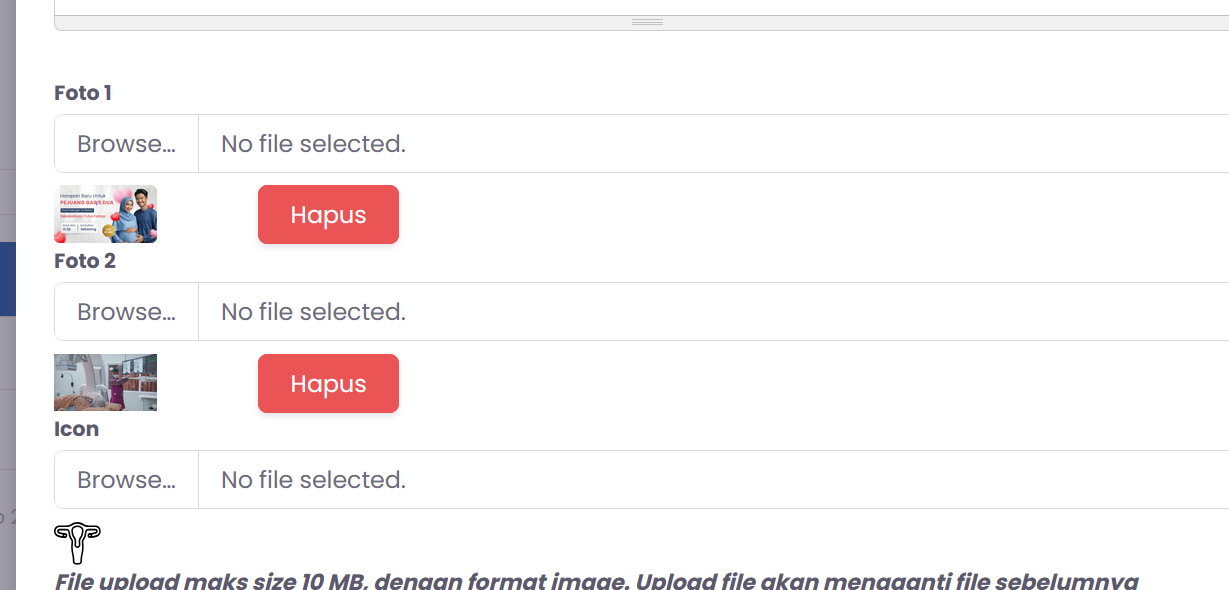 Foto 1
Browse... No file selected.
Harapan Baru Untuk
PEJUANG GARIS DUA
Hapus
Foto 2
Browse... No file selected.
Hapus
Icon
Browse... No file selected.
File upload maks size 10 MB, dengan format image. Upload file akan mengganti file sebelumnya